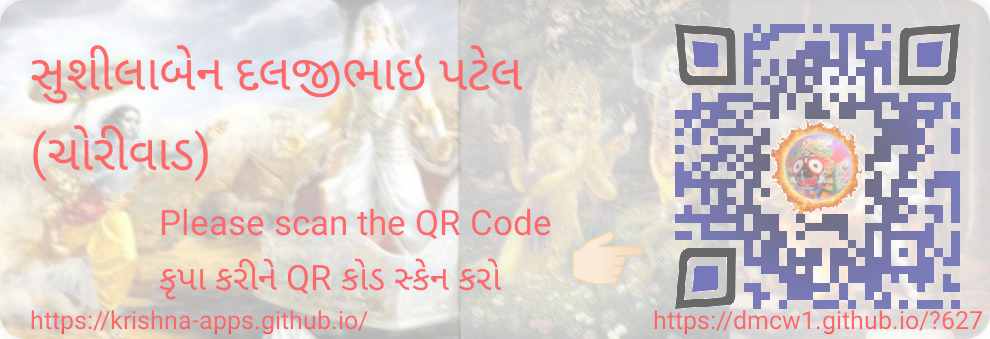 સુશીલાબેન દલજીભાઇ પટેલ
(ચોરીવાડ)
Please scan the QR Code
કૃપા કરીને QR કોડ સ્કેન કરો
https://krishna-apps.github.io/
https://dmcw1.github.io/?627